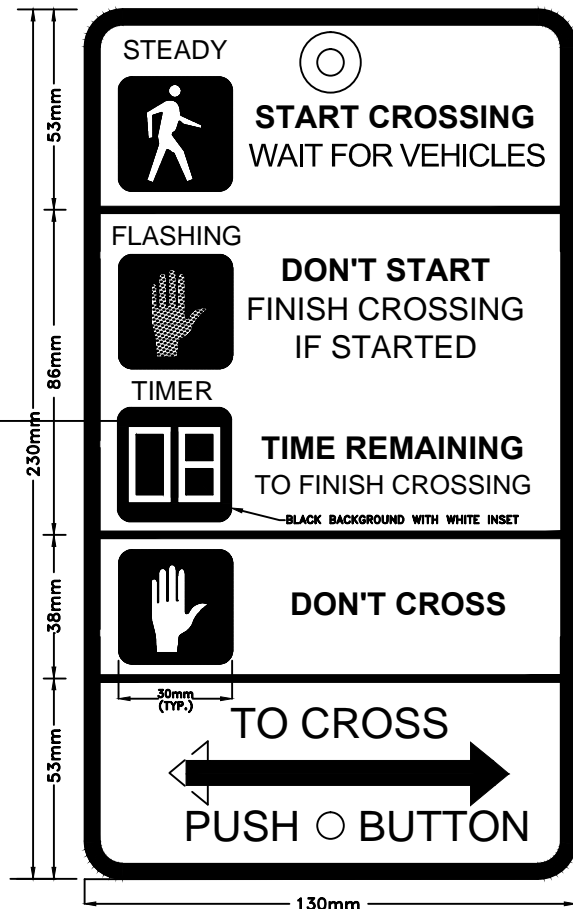 STEADY
START CROSSING
WAIT FOR VEHICLES
53mm
FLASHING
DON'T START
FINISH CROSSING
IF STARTED
86mm
TIMER
230mm
TIME REMAINING
TO FINISH CROSSING
BLACK BACKGROUND WITH WHITE INSET
38mm
DON'T CROSS
30mm
(TYP.)
53mm
TO CROSS
PUSH BUTTON
130mm